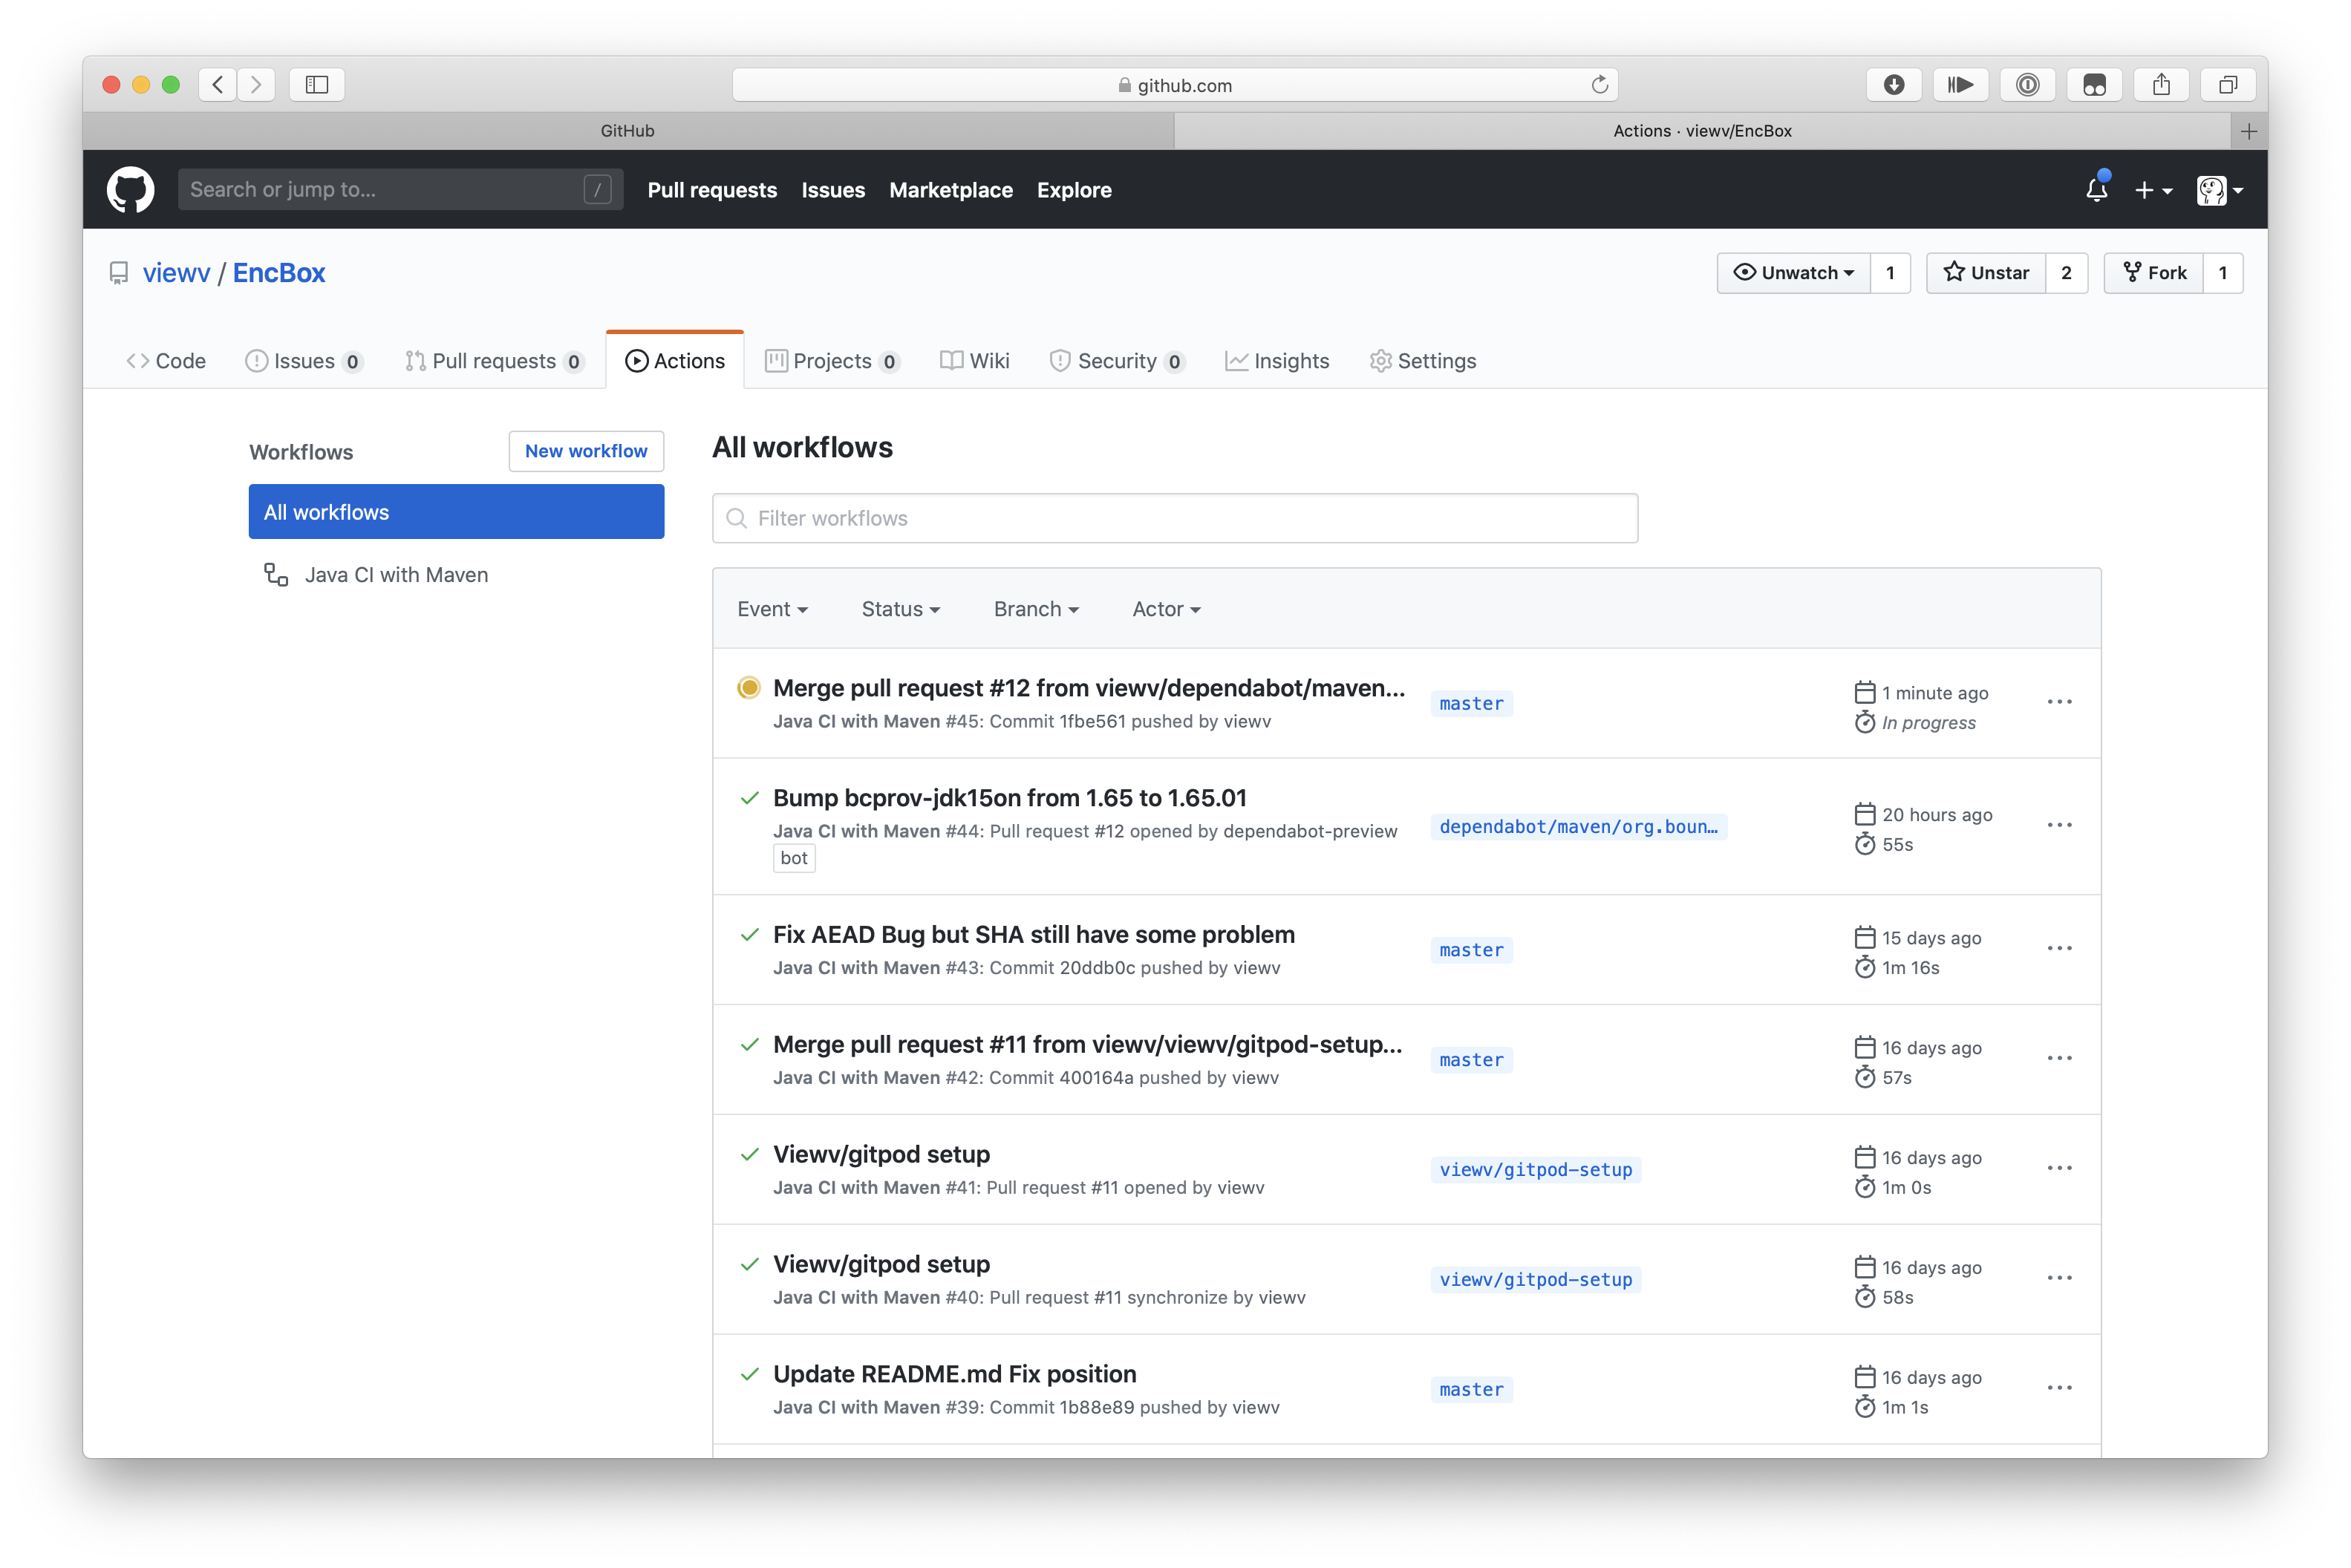 github.com
GitHub
Actions · viewv/EncBox
Search or jump to...
/
Pull requests
Issues
Marketplace
Explore
viewv / EncBox
Unwatch 1
Unstar 2
Fork 1
Code
Issues 0
Pull requests 0
Actions
Projects 0
Wiki
Security 0
Insights
Settings
Workflows
New workflow
All workflows
Java CI with Maven
All workflows
Filter workflows
Event
Status
Branch
Actor
Merge pull request #12 from viewv/dependabot/maven...
Java CI with Maven #45: Commit 1fbe561 pushed by viewv
master
1 minute ago
In progress
Bump bcprov-jdk15on from 1.65 to 1.65.01
Java CI with Maven #44: Pull request #12 opened by dependabot-preview
bot
dependabot/maven/org.boun…
20 hours ago
55s
Fix AEAD Bug but SHA still have some problem
Java CI with Maven #43: Commit 20ddb0c pushed by viewv
master
15 days ago
1m 16s
Merge pull request #11 from viewv/viewv/gitpod-setup...
Java CI with Maven #42: Commit 400164a pushed by viewv
master
16 days ago
57s
Viewv/gitpod setup
Java CI with Maven #41: Pull request #11 opened by viewv
viewv/gitpod-setup
16 days ago
1m 0s
Viewv/gitpod setup
Java CI with Maven #40: Pull request #11 synchronize by viewv
viewv/gitpod-setup
16 days ago
58s
Update README.md Fix position
Java CI with Maven #39: Commit 1b88e89 pushed by viewv
master
16 days ago
1m 1s